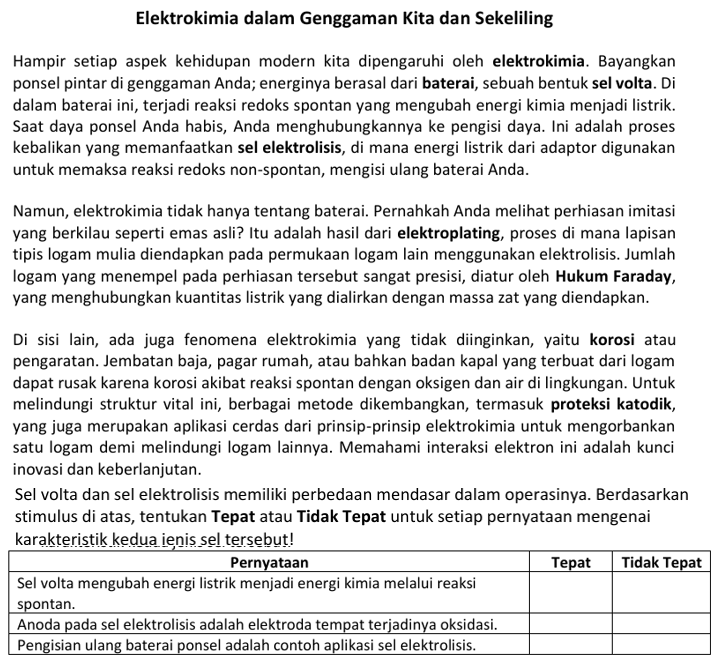 Elektrokimia dalam Genggaman Kita dan Sekeliling
Hampir setiap aspek kehidupan modern kita dipengaruhi oleh elektrokimia. Bayangkan
ponsel pintar di genggaman Anda; energinya berasal dari baterai, sebuah bentuk sel volta. Di
dalam baterai ini, terjadi reaksi redoks spontan yang mengubah energi kimia menjadi listrik.
Saat daya ponsel Anda habis, Anda menghubungkannya ke pengisi daya. Ini adalah proses
kebalikan yang memanfaatkan sel elektrolisis, di mana energi listrik dari adaptor digunakan
untuk memaksa reaksi redoks non-spontan, mengisi ulang baterai Anda.
Namun, elektrokimia tidak hanya tentang baterai. Pernahkah Anda melihat perhiasan imitasi
yang berkilau seperti emas asli? Itu adalah hasil dari elektroplating, proses di mana lapisan
tipis logam mulia diendapkan pada permukaan logam lain menggunakan elektrolisis. Jumlah
logam yang menempel pada perhiasan tersebut sangat presisi, diatur oleh Hukum Faraday,
yang menghubungkan kuantitas listrik yang dialirkan dengan massa zat yang diendapkan.
Di sisi lain, ada juga fenomena elektrokimia yang tidak diinginkan, yaitu korosi atau
pengaratan. Jembatan baja, pagar rumah, atau bahkan badan kapal yang terbuat dari logam
dapat rusak karena korosi akibat reaksi spontan dengan oksigen dan air di lingkungan. Untuk
melindungi struktur vital ini, berbagai metode dikembangkan, termasuk proteksi katodik,
yang juga merupakan aplikasi cerdas dari prinsip-prinsip elektrokimia untuk mengorbankan
satu logam demi melindungi logam lainnya. Memahami interaksi elektron ini adalah kunci
inovasi dan keberlanjutan.
Sel volta dan sel elektrolisis memiliki perbedaan mendasar dalam operasinya. Berdasarkan
stimulus di atas, tentukan Tepat atau Tidak Tepat untuk setiap pernyataan mengenai
karakteristik kedua jenis sel tersebut!
Pernyataan Tepat Tidak Tepat
Sel volta mengubah energi listrik menjadi energi kimia melalui reaksi
spontan.
Anoda pada sel elektrolisis adalah elektroda tempat terjadinya oksidasi.
Pengisian ulang baterai ponsel adalah contoh aplikasi sel elektrolisis.